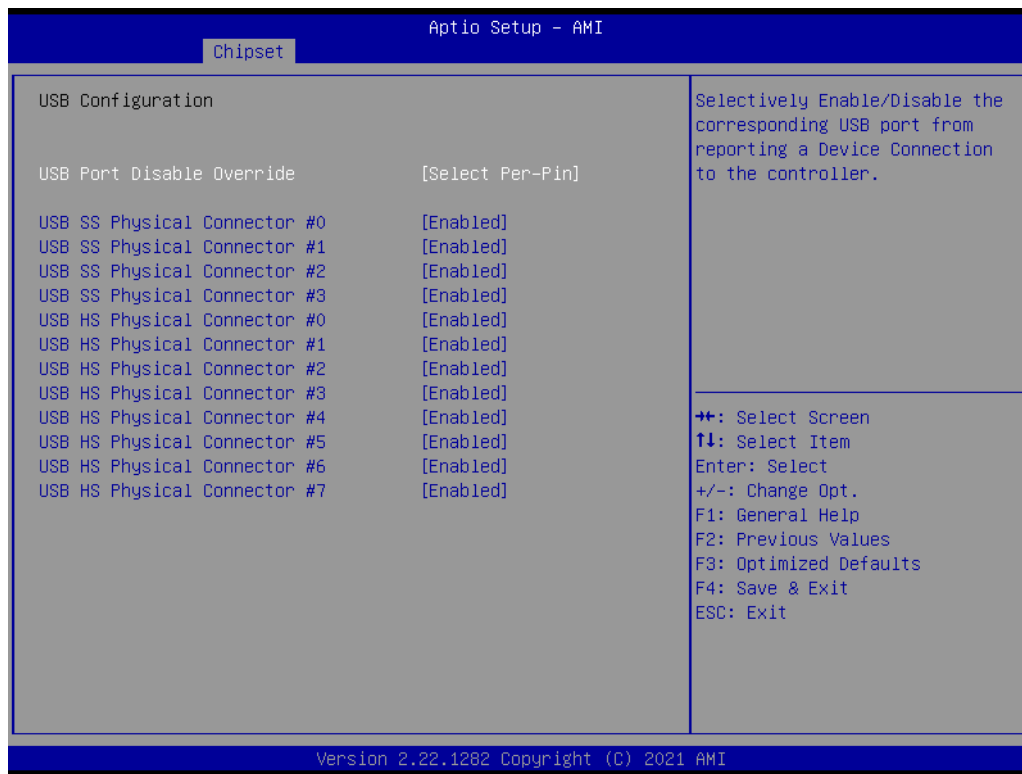 Aptio Setup – AMI
Chipset
USB Configuration
USB Port Disable Override [Select Per-Pin]
USB SS Physical Connector #0 [Enabled]
USB SS Physical Connector #1 [Enabled]
USB SS Physical Connector #2 [Enabled]
USB SS Physical Connector #3 [Enabled]
USB HS Physical Connector #0 [Enabled]
USB HS Physical Connector #1 [Enabled]
USB HS Physical Connector #2 [Enabled]
USB HS Physical Connector #3 [Enabled]
USB HS Physical Connector #4 [Enabled]
USB HS Physical Connector #5 [Enabled]
USB HS Physical Connector #6 [Enabled]
USB HS Physical Connector #7 [Enabled]
Selectively Enable/Disable the
corresponding USB port from
reporting a Device Connection
to the controller.
→←: Select Screen
↑↓: Select Item
Enter: Select
+/-: Change Opt.
F1: General Help
F2: Previous Values
F3: Optimized Defaults
F4: Save & Exit
ESC: Exit
Version 2.22.1282 Copyright (C) 2021 AMI